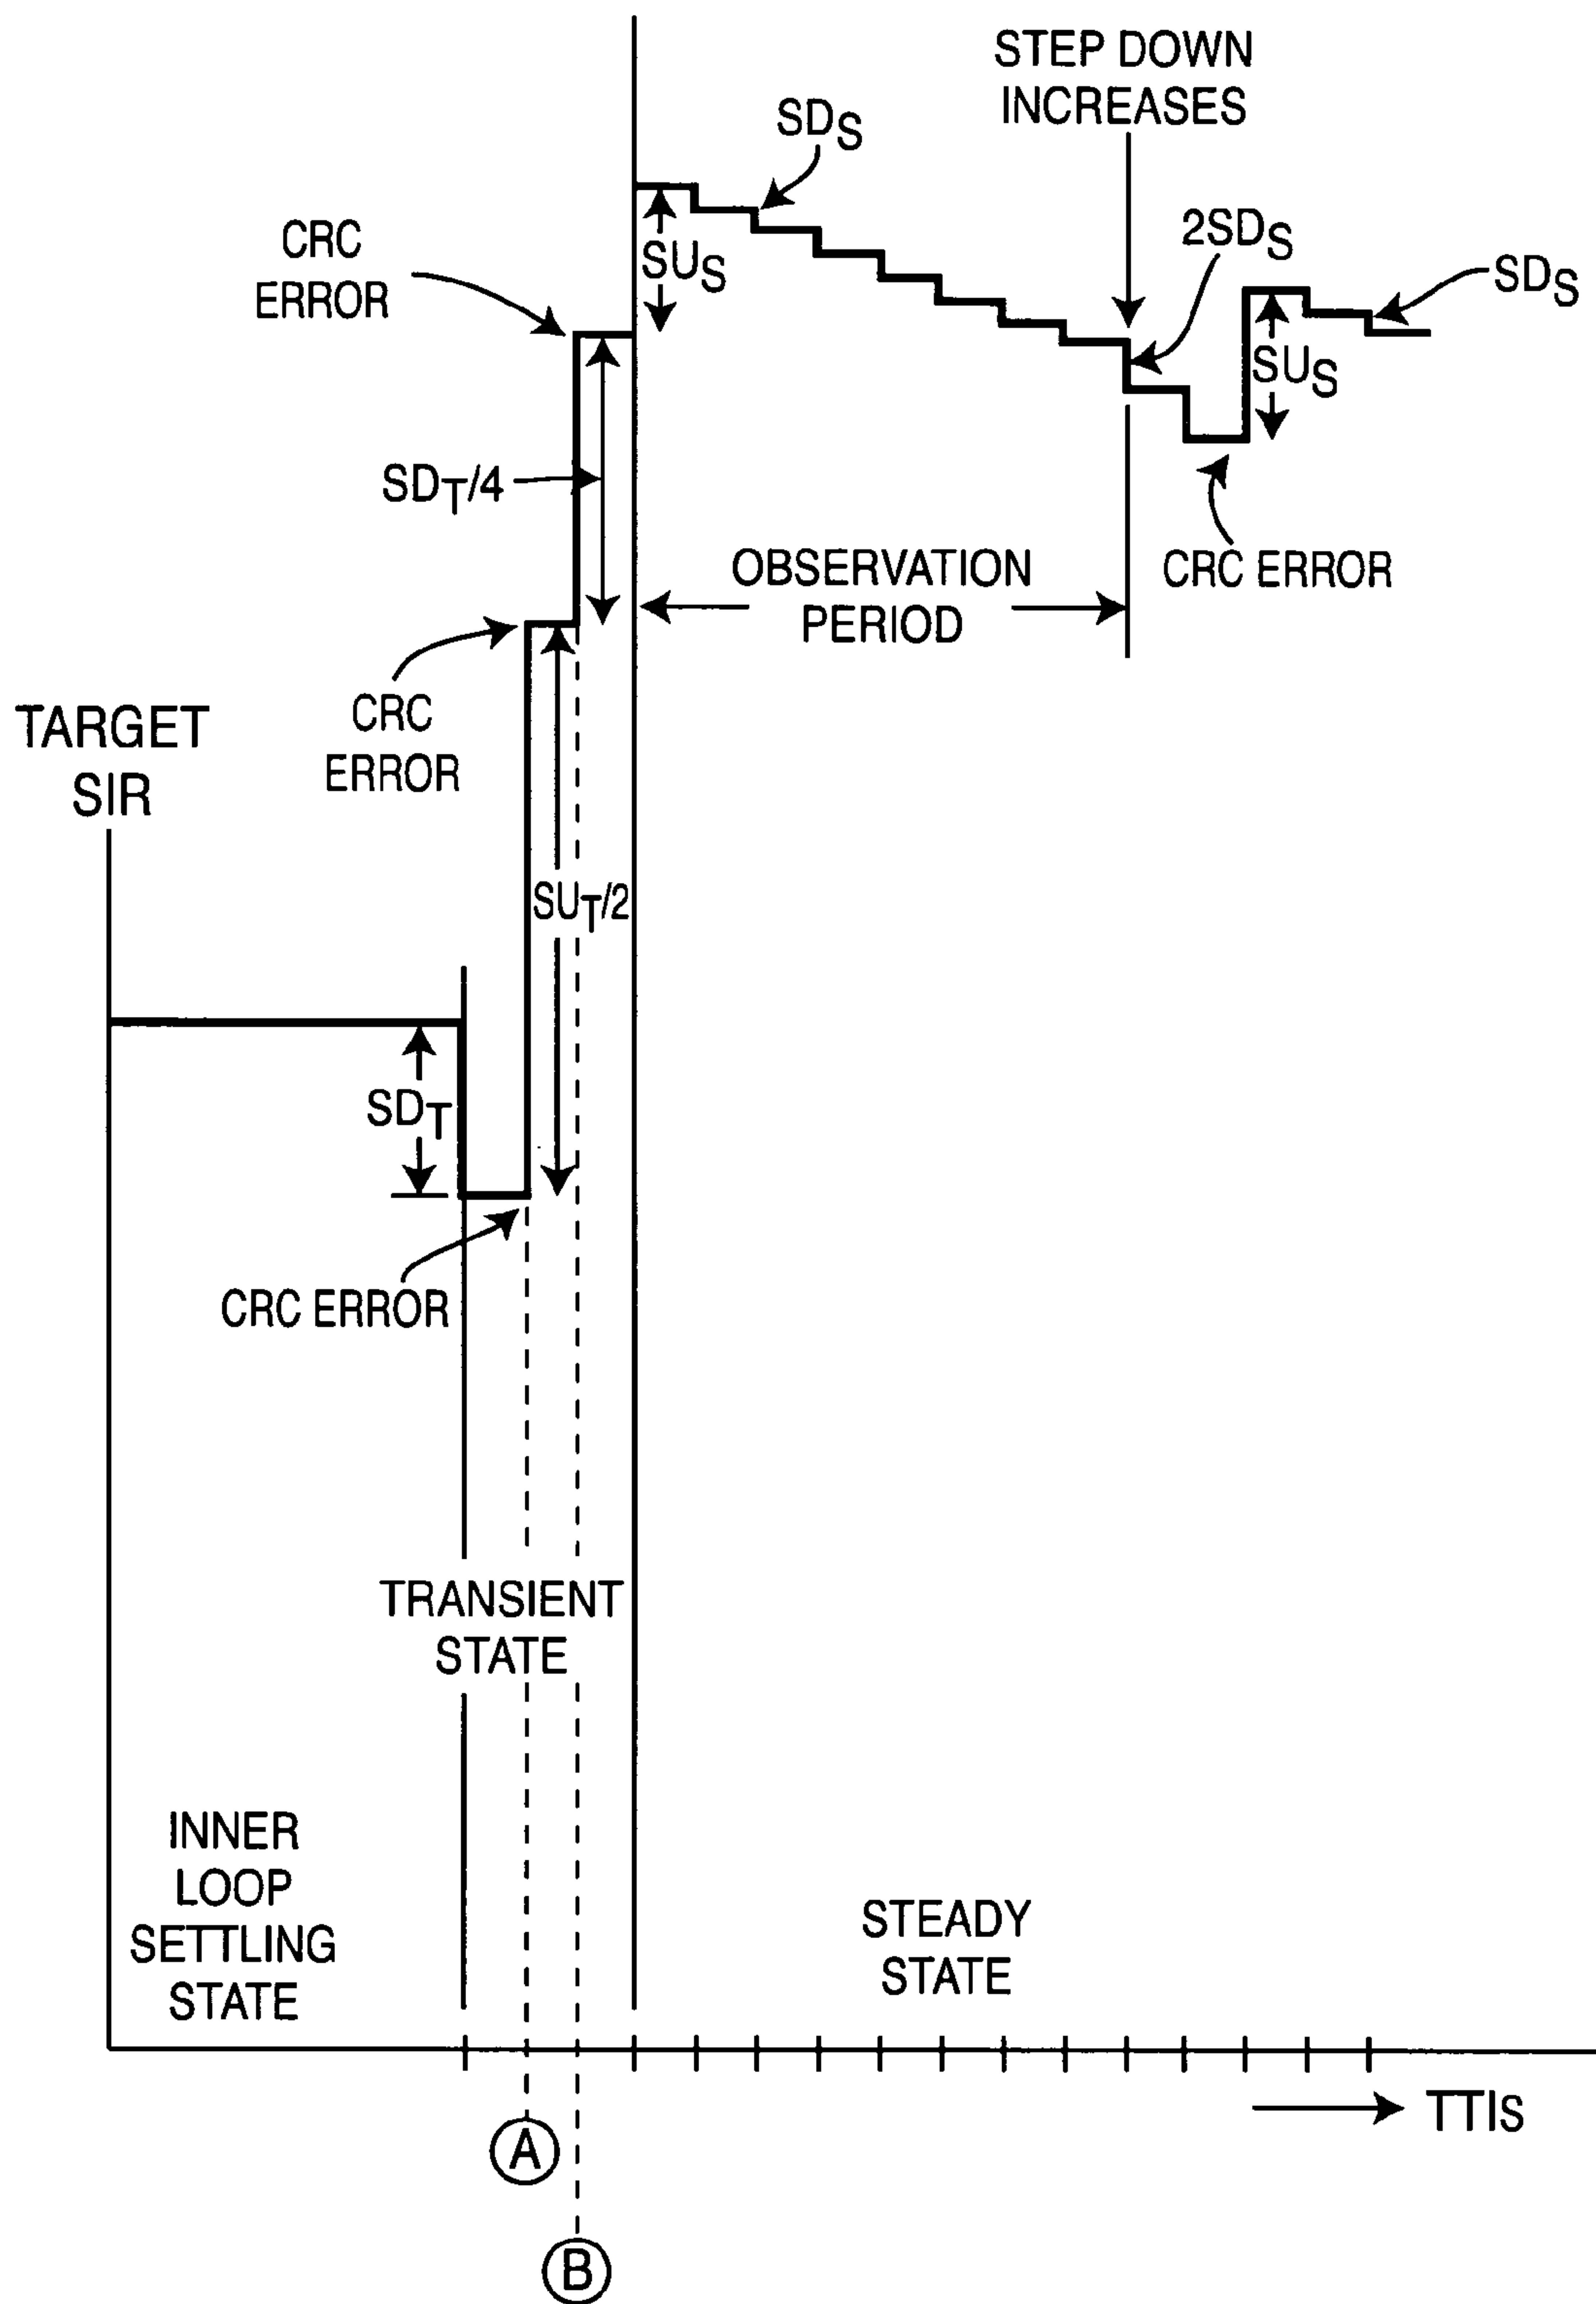 STEP DOWN
INCREASES
SDS
CRC
ERROR
SUS
2SDS
SDS
SUS
SDT/4
OBSERVATION
PERIOD
CRC ERROR
CRC
ERROR
TARGET
SIR
SUT/2
SDT
CRC ERROR
TRANSIENT
STATE
INNER
LOOP
SETTLING
STATE
STEADY
STATE
TTIS
A
B